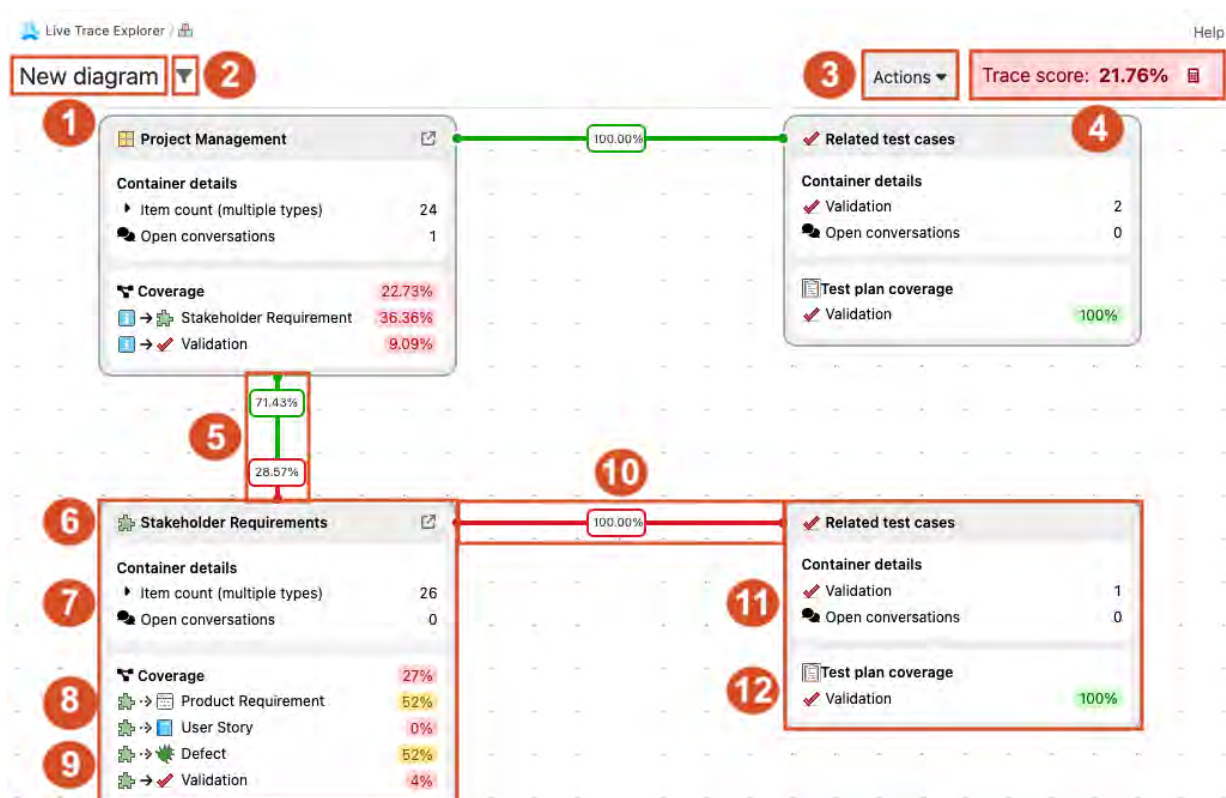 Live Trace Explorer /
Help
New diagram
2
3
Actions
Trace score: 21.76%
1
4
Project Management
100.00%
Related test cases
Container details
Item count (multiple types) 24
Open conversations 1
Coverage 22.73%
→ Stakeholder Requirement 36.36%
→ Validation 9.09%
Container details
Validation 2
Open conversations 0
Test plan coverage
Validation 100%
71.43%
5
28.57%
10
6
Stakeholder Requirements
100.00%
Related test cases
Container details
7
Item count (multiple types) 26
Open conversations 0
Coverage 27%
8
Product Requirement 52%
User Story 0%
9
Defect 52%
→ Validation 4%
Container details
11
Validation 1
Open conversations 0
Test plan coverage
12
Validation 100%